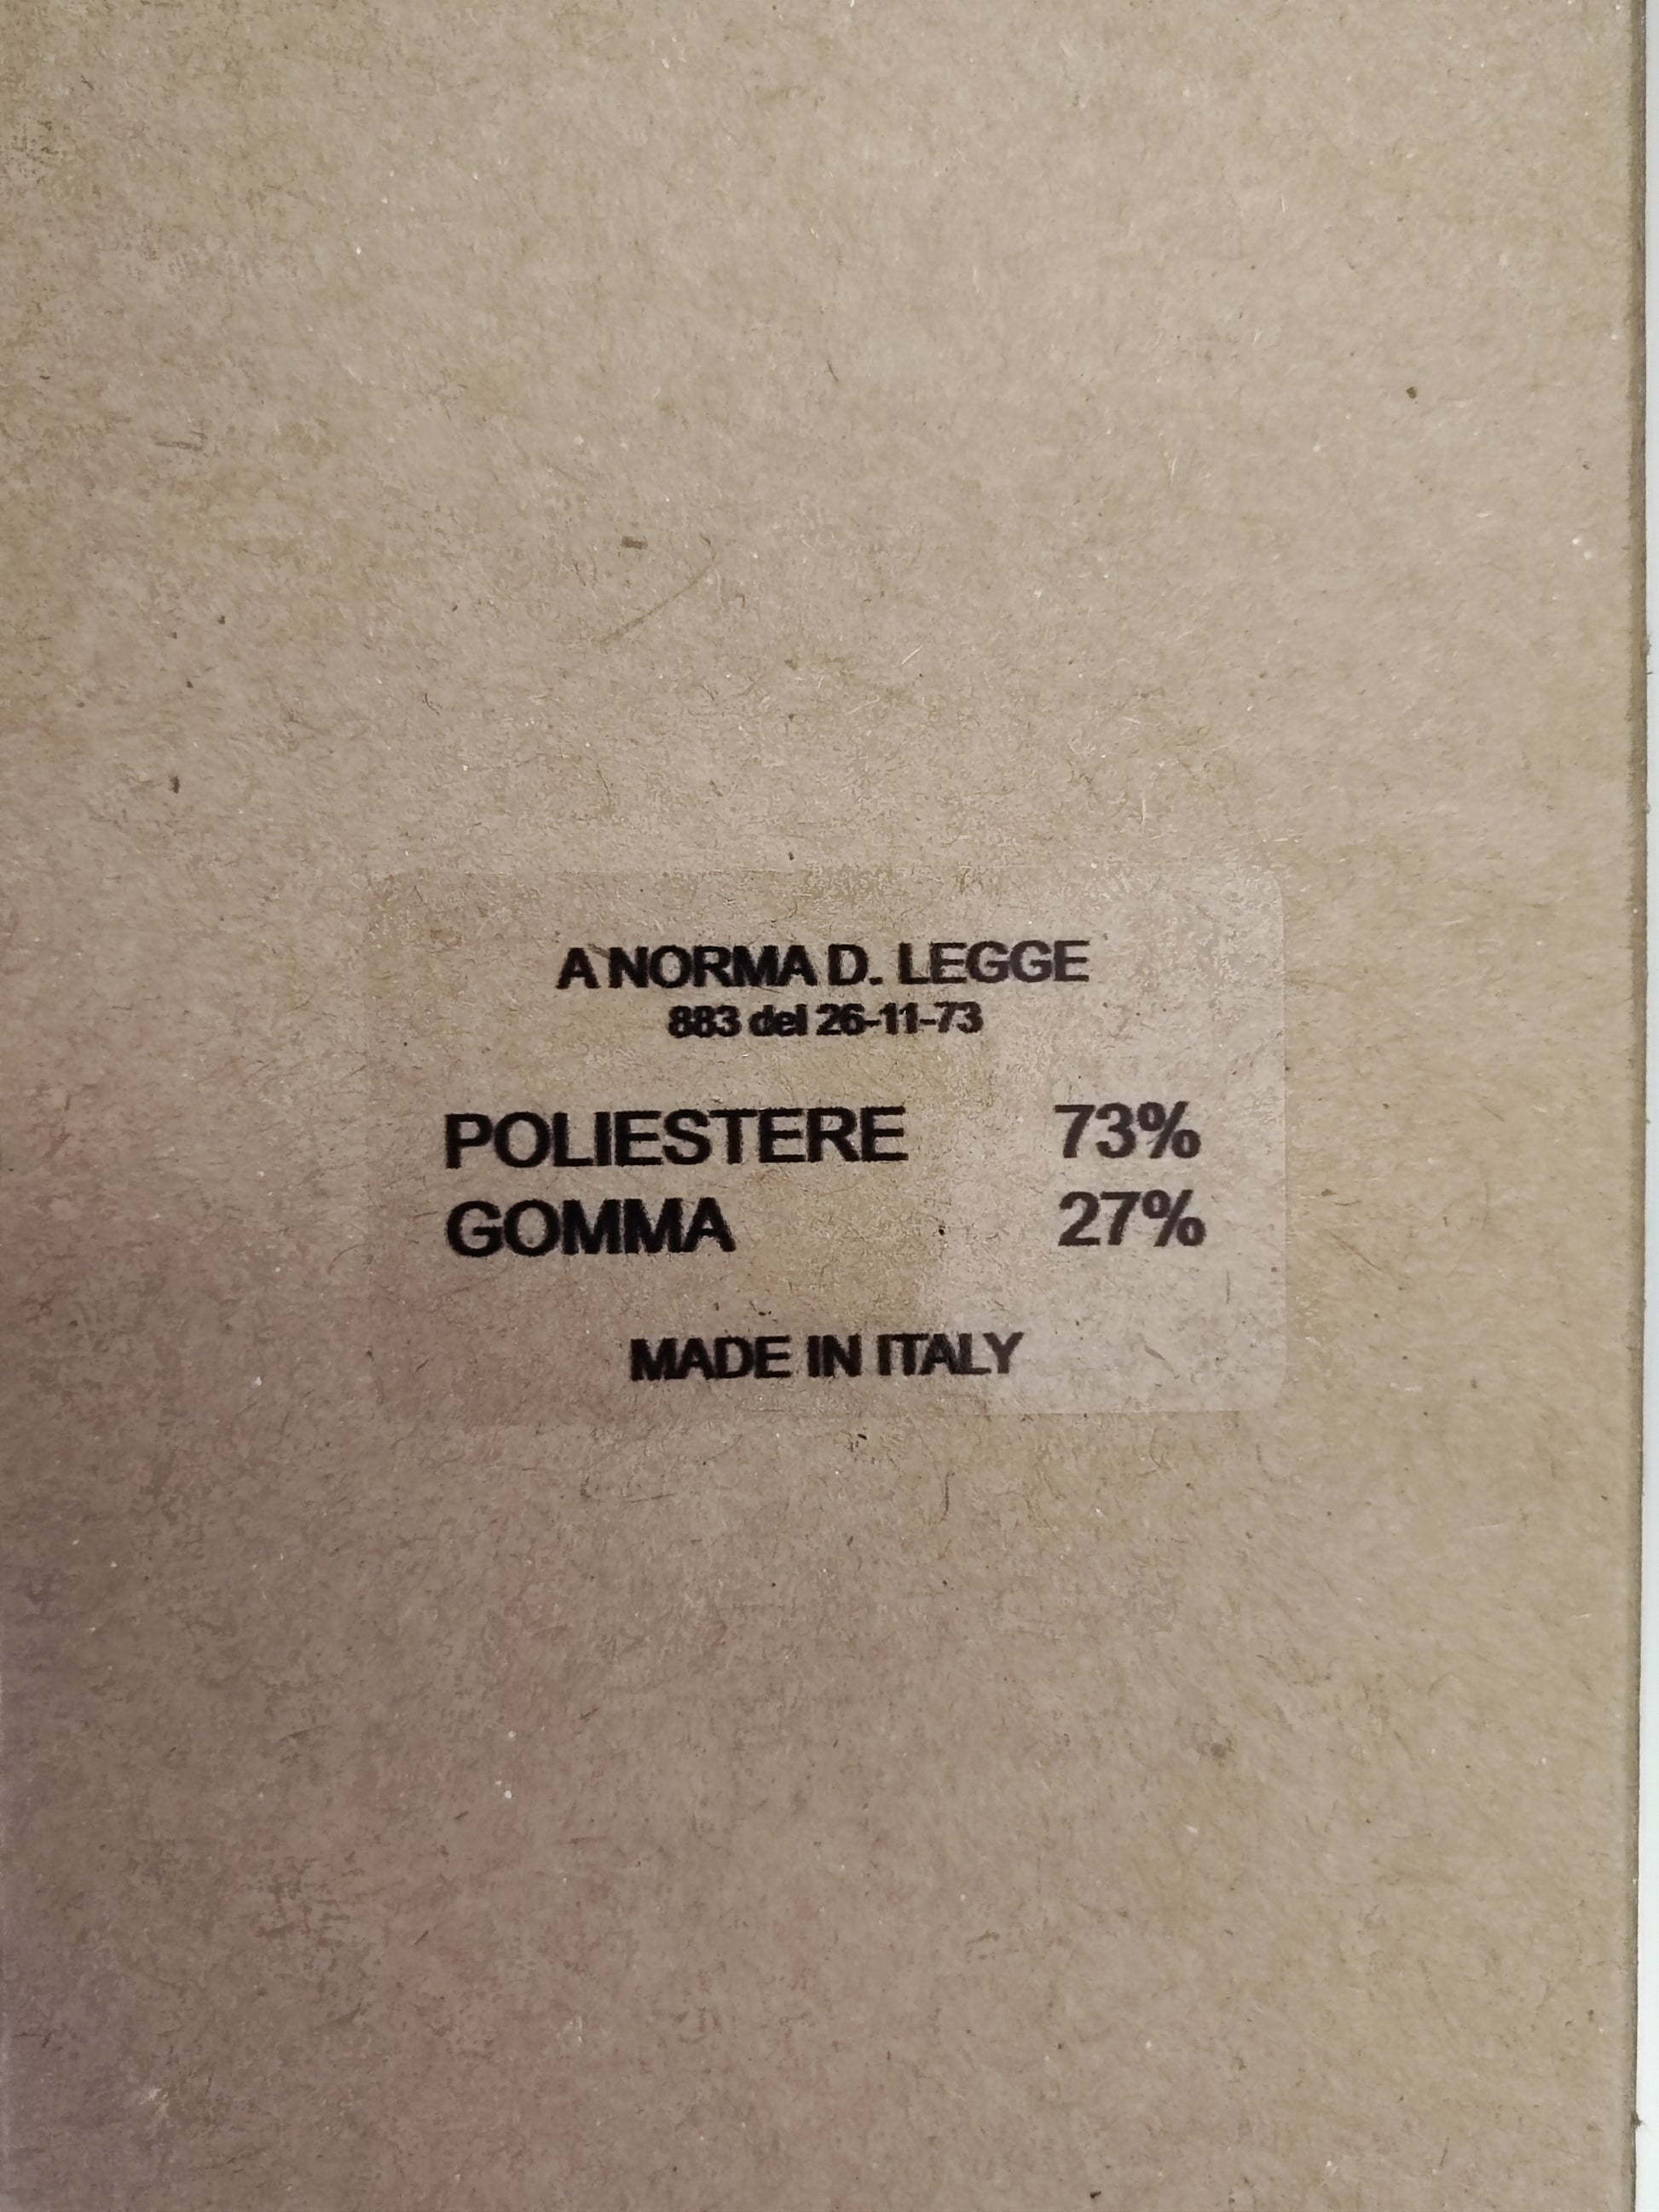 A NORMA D. LEGGE
883 del 26-11-73
POLIESTERE 73%
GOMMA 27%
MADE IN ITALY